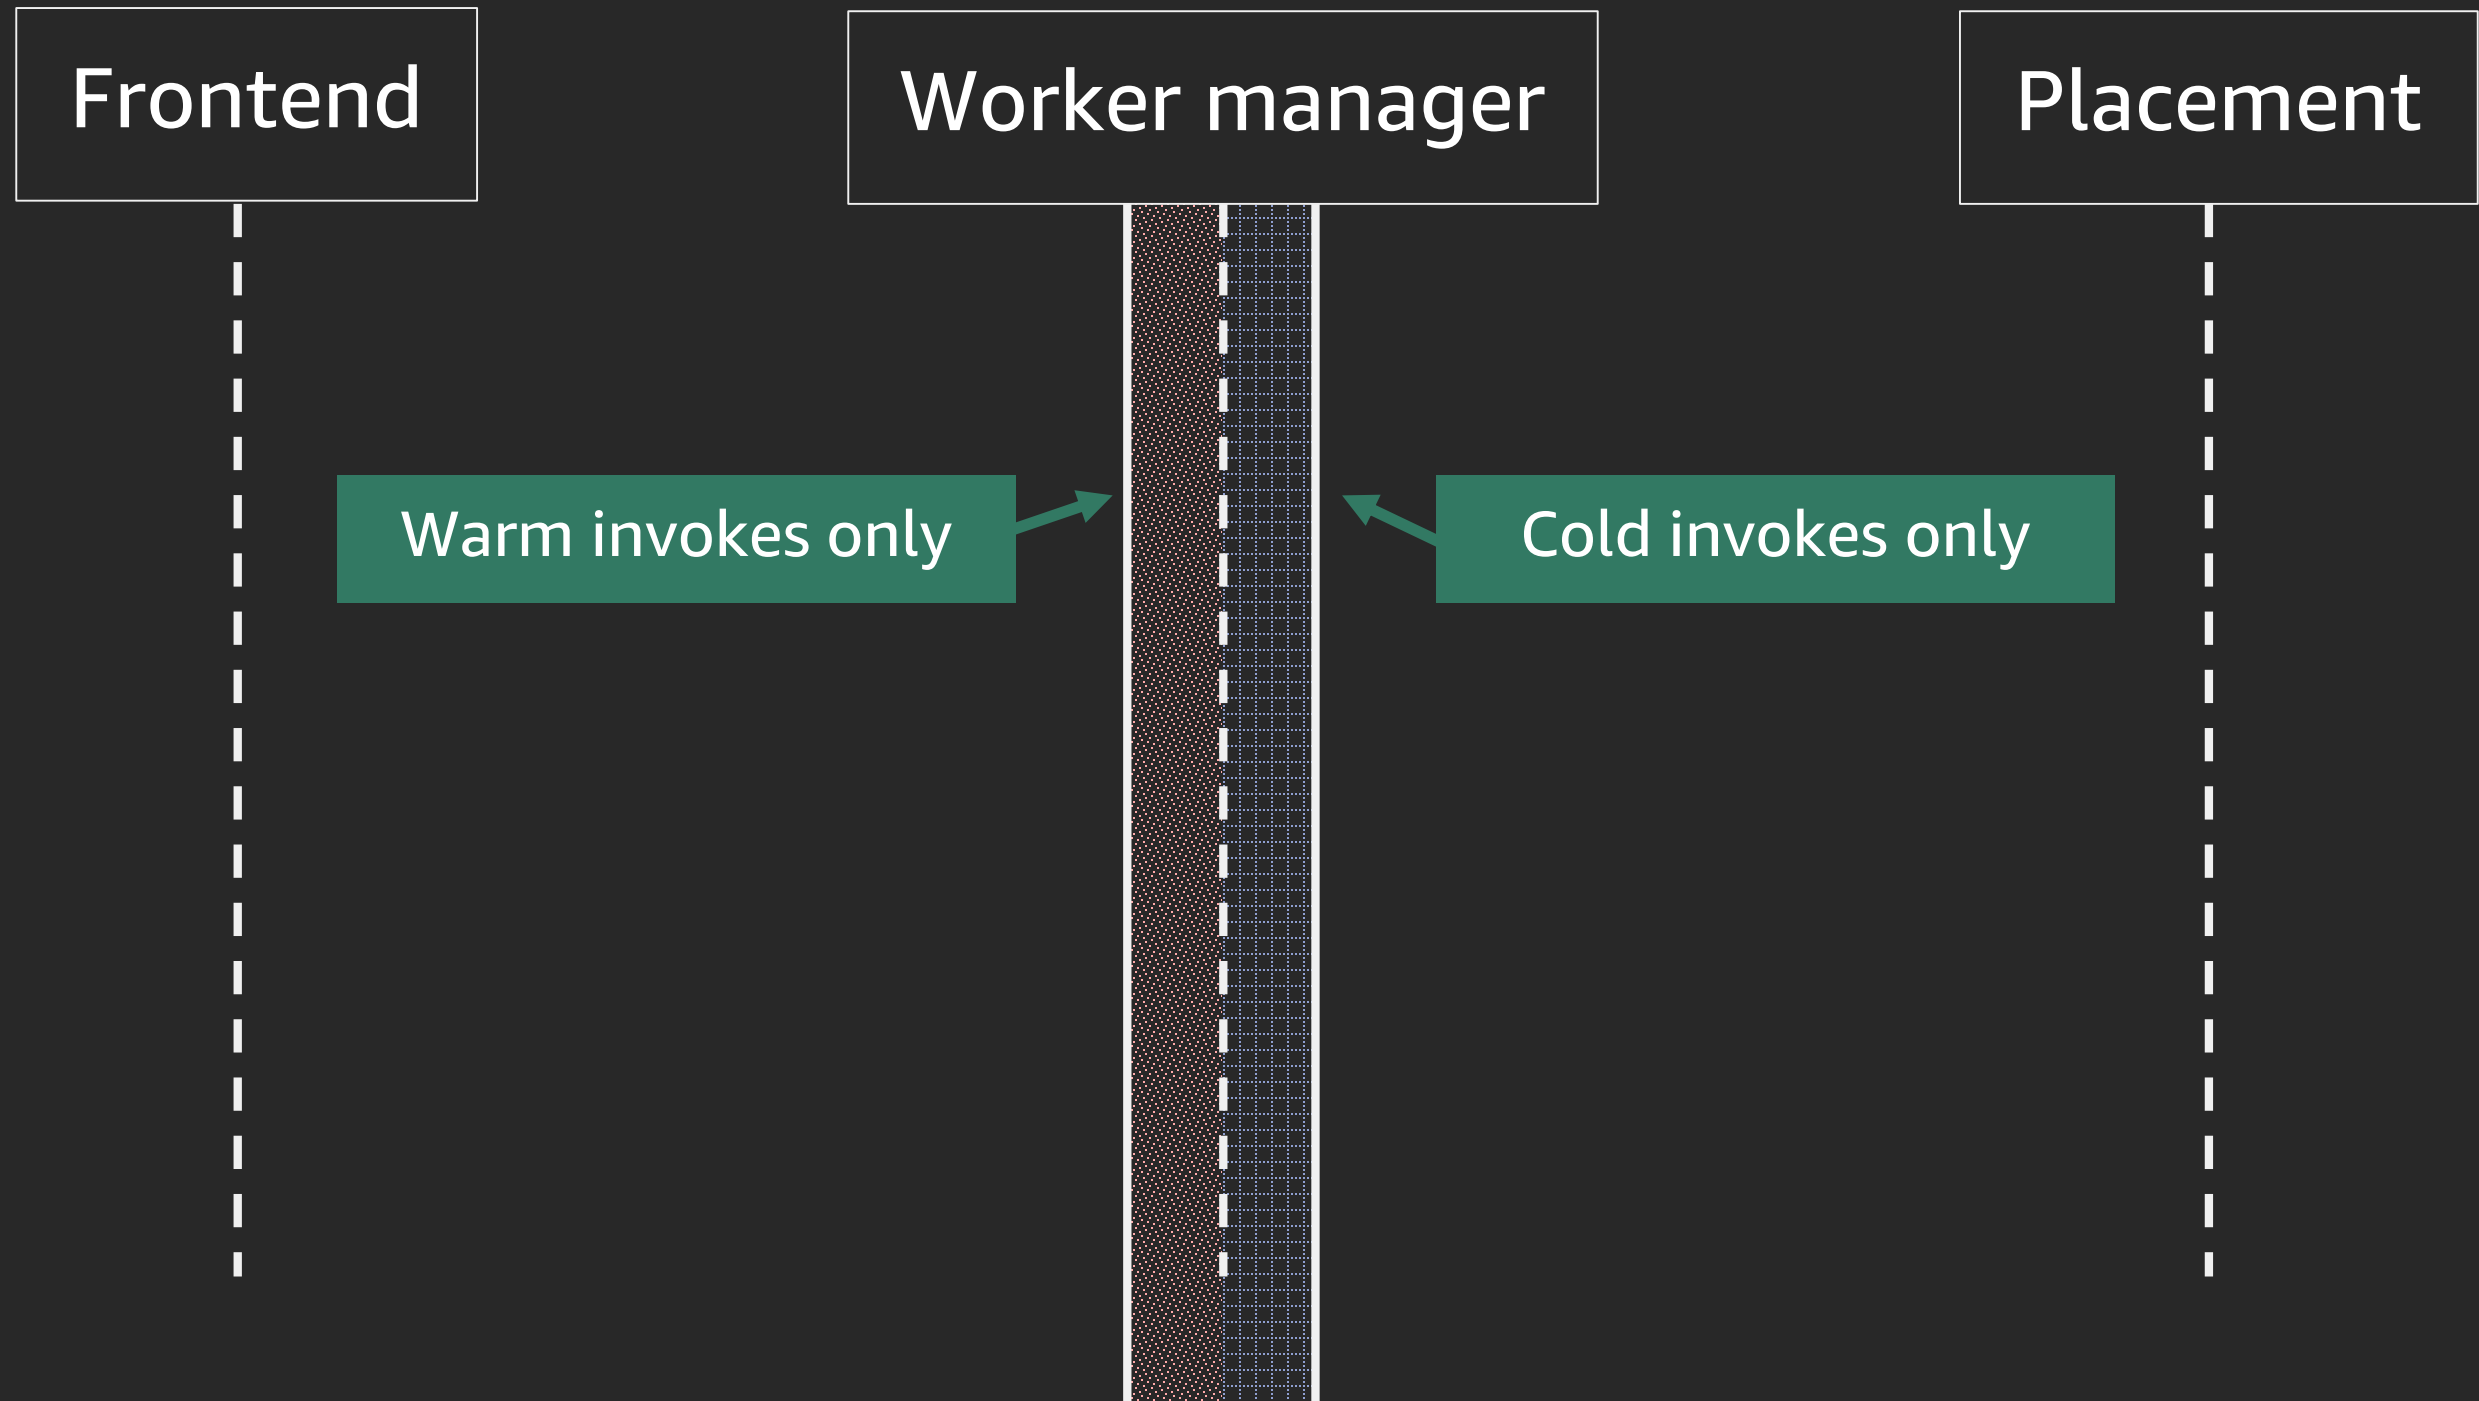 Frontend
Worker manager
Placement
Warm invokes only
Cold invokes only